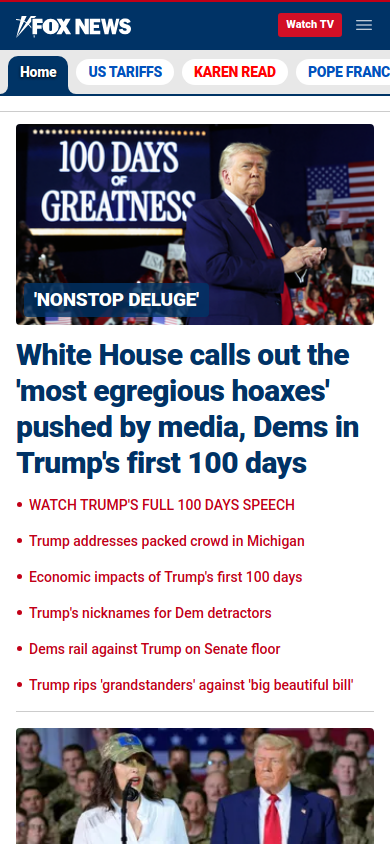 FOX NEWS
Watch TV
Home
US TARIFFS
KAREN READ
POPE FRANC
100 DAYS
OF
GREATNESS
USA
USA
'NONSTOP DELUGE'
White House calls out the
'most egregious hoaxes'
pushed by media, Dems in
Trump's first 100 days
• WATCH TRUMP'S FULL 100 DAYS SPEECH
• Trump addresses packed crowd in Michigan
• Economic impacts of Trump's first 100 days
• Trump's nicknames for Dem detractors
• Dems rail against Trump on Senate floor
• Trump rips 'grandstanders' against 'big beautiful bill'